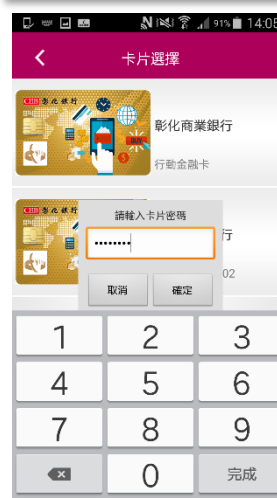 91% 14:05
卡片選擇
彰化銀行
BUY
彰化商業銀行
行動金融卡
彰化銀行
請輸入卡片密碼
行
02
取消 確定
1 2 3
4 5 6
7 8 9
0 完成